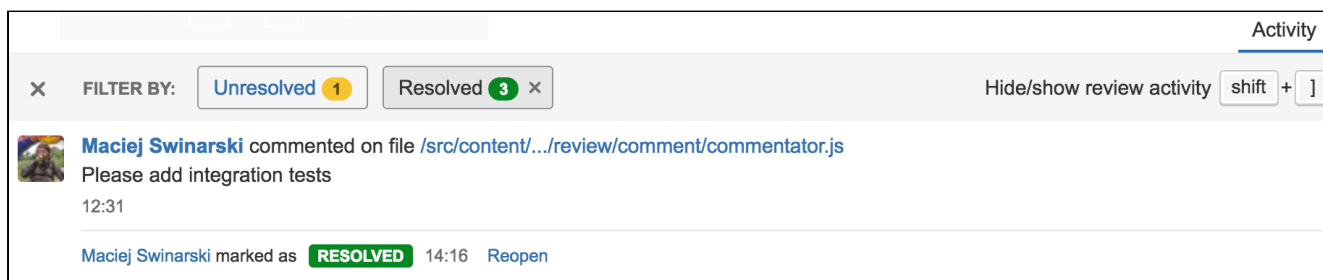 Activity
× FILTER BY: Unresolved 1 Resolved 3 × Hide/show review activity shift + ]
Maciej Swinarski commented on file /src/content/.../review/comment/commentator.js
Please add integration tests
12:31
Maciej Swinarski marked as RESOLVED 14:16 Reopen